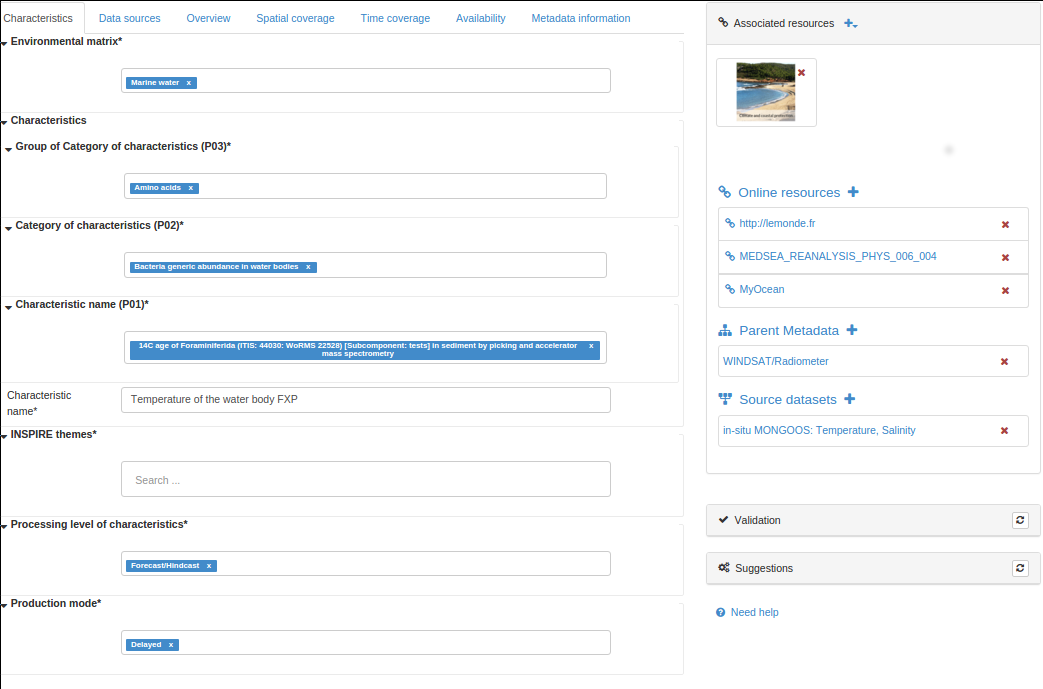 Characteristics
Data sources
Overview
Spatial coverage
Time coverage
Availability
Metadata information
Environmental matrix*
Marine water x
Characteristics
Group of Category of characteristics (P03)*
Amino acids x
Category of characteristics (P02)*
Bacteria generic abundance in water bodies x
Characteristic name (P01)*
14C age of Foraminiferida (ITIS: 44030: WoRMS 22528) [Subcomponent: tests] in sediment by picking and accelerator x
mass spectrometry
Characteristic
name*
Temperature of the water body FXP
INSPIRE themes*
Search ...
Processing level of characteristics*
Forecast/Hindcast x
Production mode*
Delayed x
Associated resources
Climate and coastal protection
Online resources
http://lemonde.fr
MEDSEA_REANALYSIS_PHYS_006_004
MyOcean
Parent Metadata
WINDSAT/Radiometer
Source datasets
in-situ MONGOOS: Temperature, Salinity
Validation
Suggestions
Need help